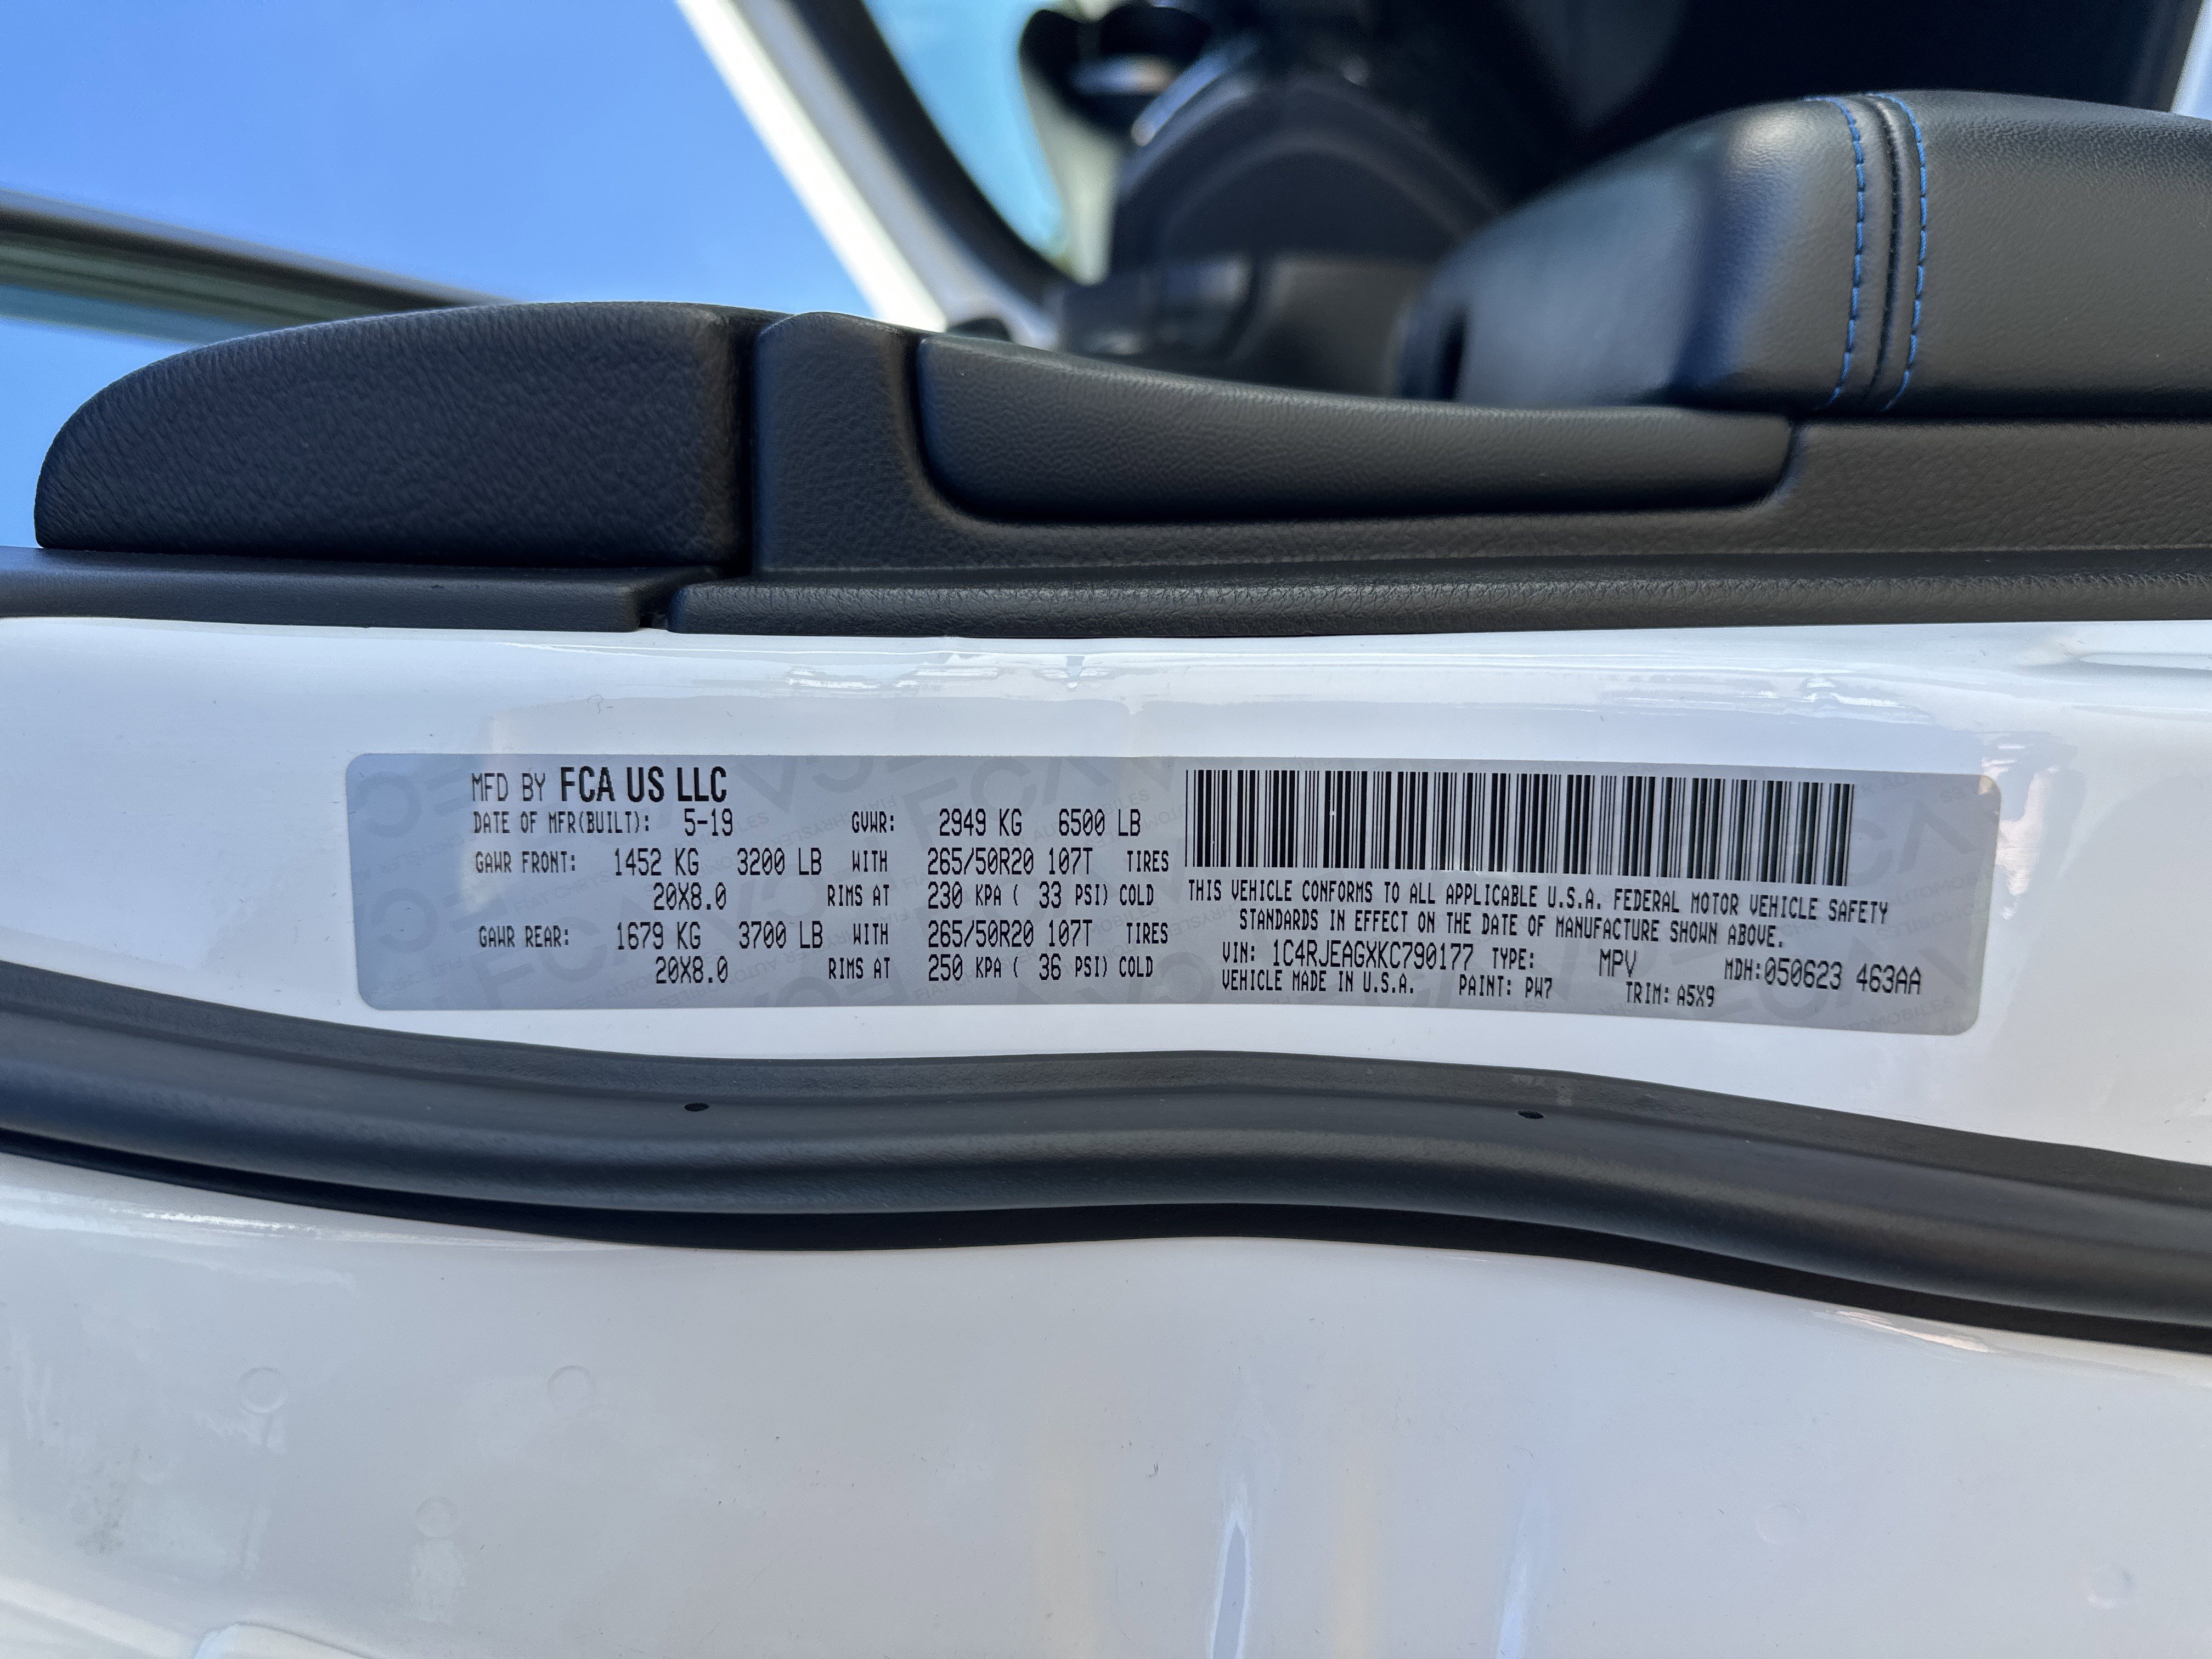 MFD BY FCA US LLC
DATE OF MFR(BUILT): 5-19 GVWR: 2949 KG 6500 LB
GAWR FRONT: 1452 KG 3200 LB WITH 265/50R20 107T TIRES
20X8.0 RIMS AT 230 KPA ( 33 PSI) COLD
GAWR REAR: 1679 KG 3700 LB WITH 265/50R20 107T TIRES
20X8.0 RIMS AT 250 KPA ( 36 PSI) COLD
THIS VEHICLE CONFORMS TO ALL APPLICABLE U.S.A. FEDERAL MOTOR VEHICLE SAFETY
STANDARDS IN EFFECT ON THE DATE OF MANUFACTURE SHOWN ABOVE.
VIN: 1C4RJEAGXKC790177 TYPE: MPV MDH:050623 463AA
VEHICLE MADE IN U.S.A. PAINT: PW7 TRIM: A5X9